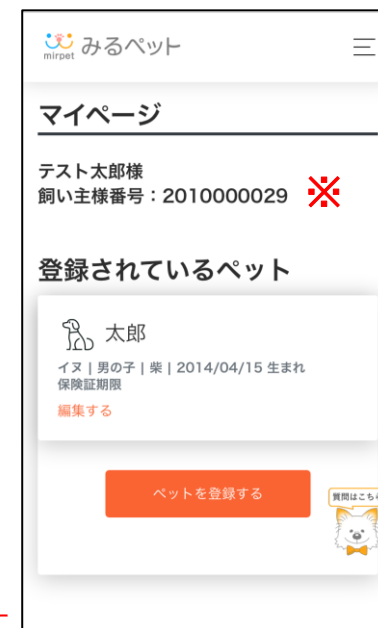 みるペット
mirpet
マイページ
テスト太郎様
飼い主様番号：2010000029 ※
登録されているペット
太郎
イヌ | 男の子 | 柴 | 2014/04/15 生まれ
保険証期限
編集する
ペットを登録する
質問はこち